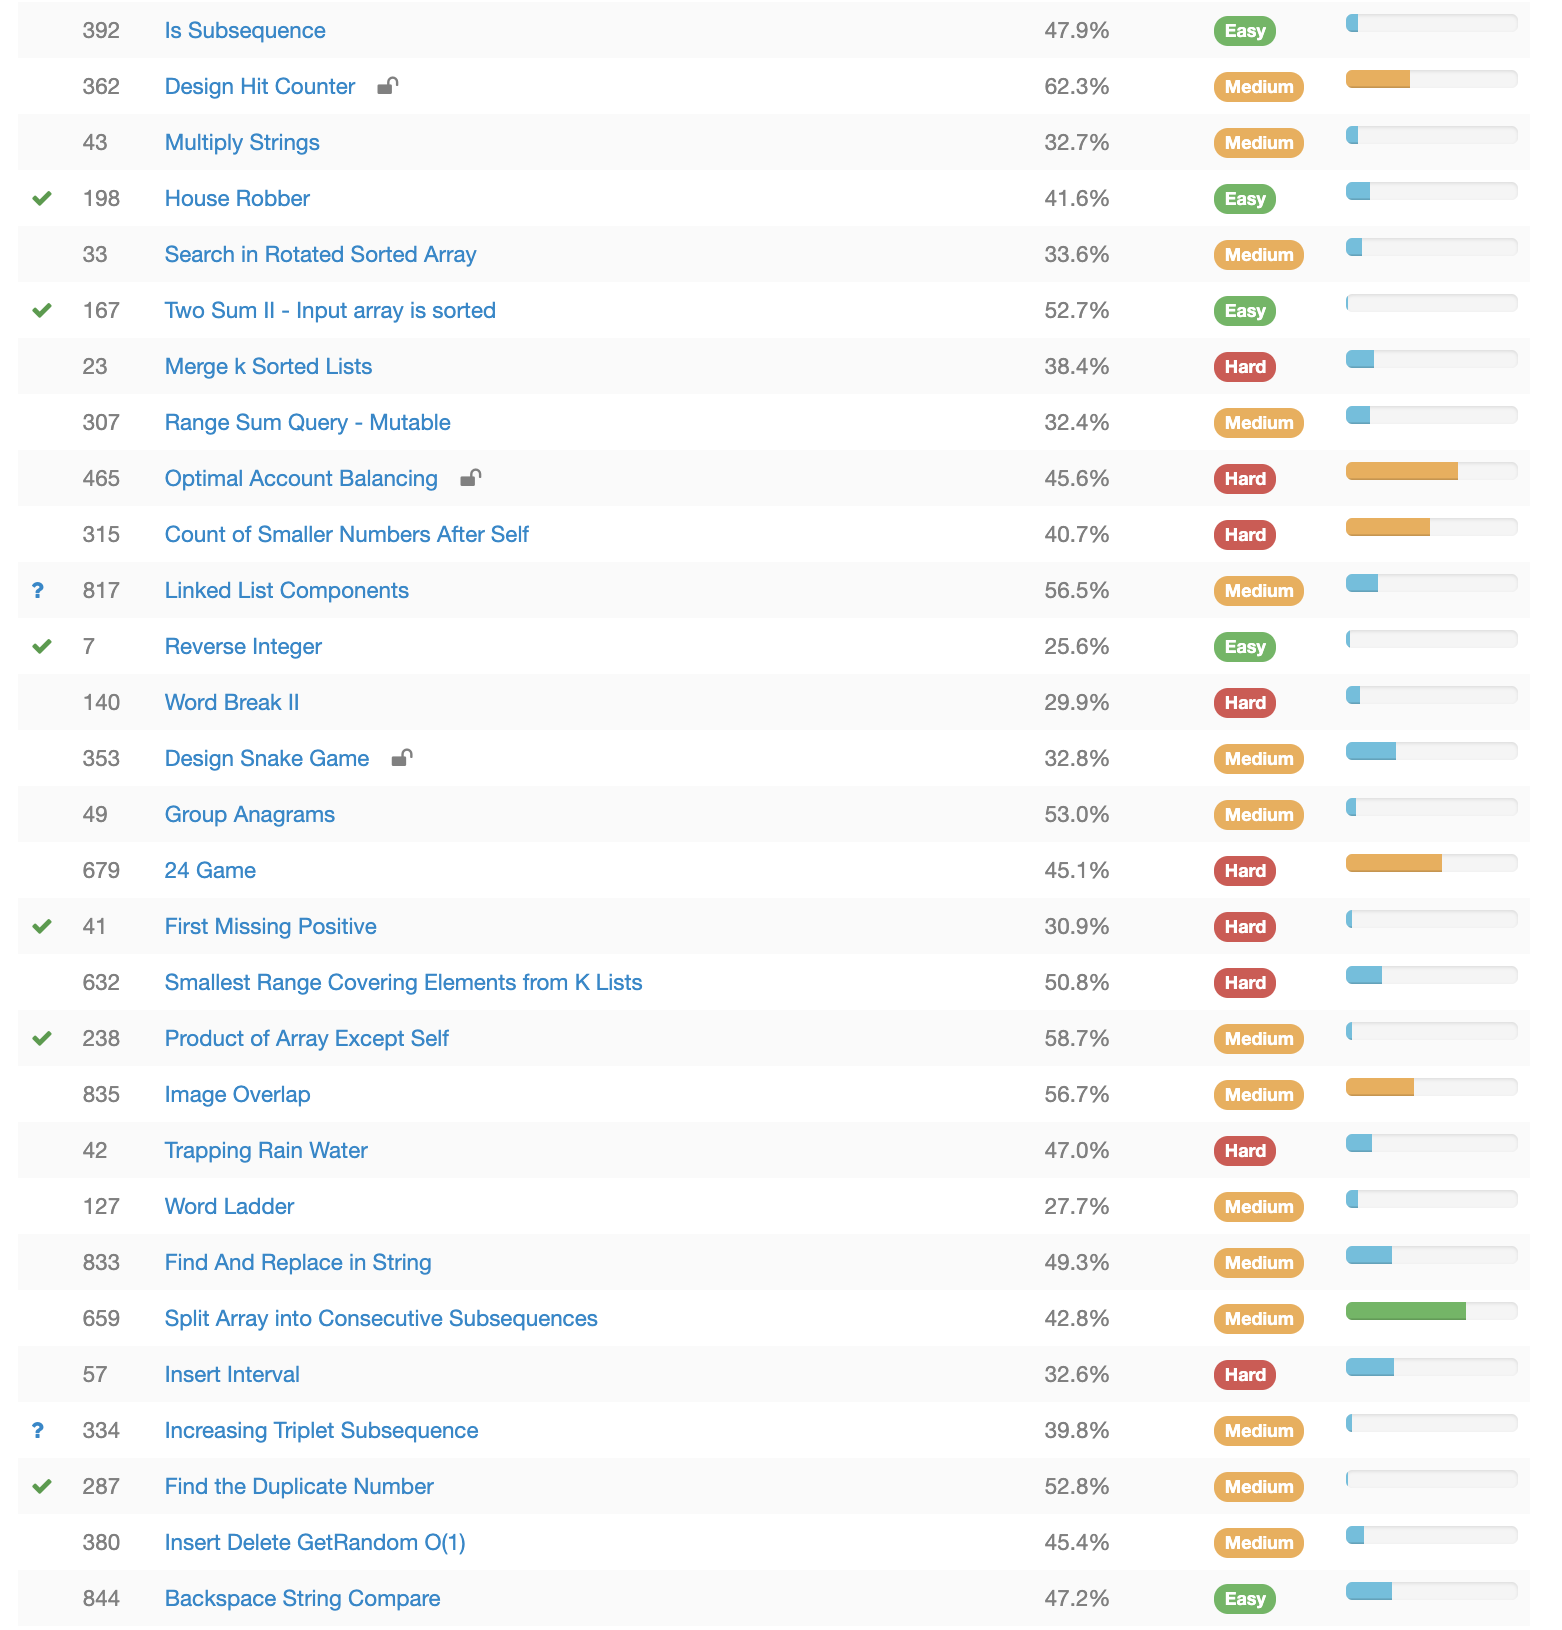 392 Is Subsequence 47.9% Easy
362 Design Hit Counter 62.3% Medium
43 Multiply Strings 32.7% Medium
198 House Robber 41.6% Easy
33 Search in Rotated Sorted Array 33.6% Medium
167 Two Sum II - Input array is sorted 52.7% Easy
23 Merge k Sorted Lists 38.4% Hard
307 Range Sum Query - Mutable 32.4% Medium
465 Optimal Account Balancing 45.6% Hard
315 Count of Smaller Numbers After Self 40.7% Hard
? 817 Linked List Components 56.5% Medium
7 Reverse Integer 25.6% Easy
140 Word Break II 29.9% Hard
353 Design Snake Game 32.8% Medium
49 Group Anagrams 53.0% Medium
679 24 Game 45.1% Hard
41 First Missing Positive 30.9% Hard
632 Smallest Range Covering Elements from K Lists 50.8% Hard
238 Product of Array Except Self 58.7% Medium
835 Image Overlap 56.7% Medium
42 Trapping Rain Water 47.0% Hard
127 Word Ladder 27.7% Medium
833 Find And Replace in String 49.3% Medium
659 Split Array into Consecutive Subsequences 42.8% Medium
57 Insert Interval 32.6% Hard
? 334 Increasing Triplet Subsequence 39.8% Medium
287 Find the Duplicate Number 52.8% Medium
380 Insert Delete GetRandom O(1) 45.4% Medium
844 Backspace String Compare 47.2% Easy